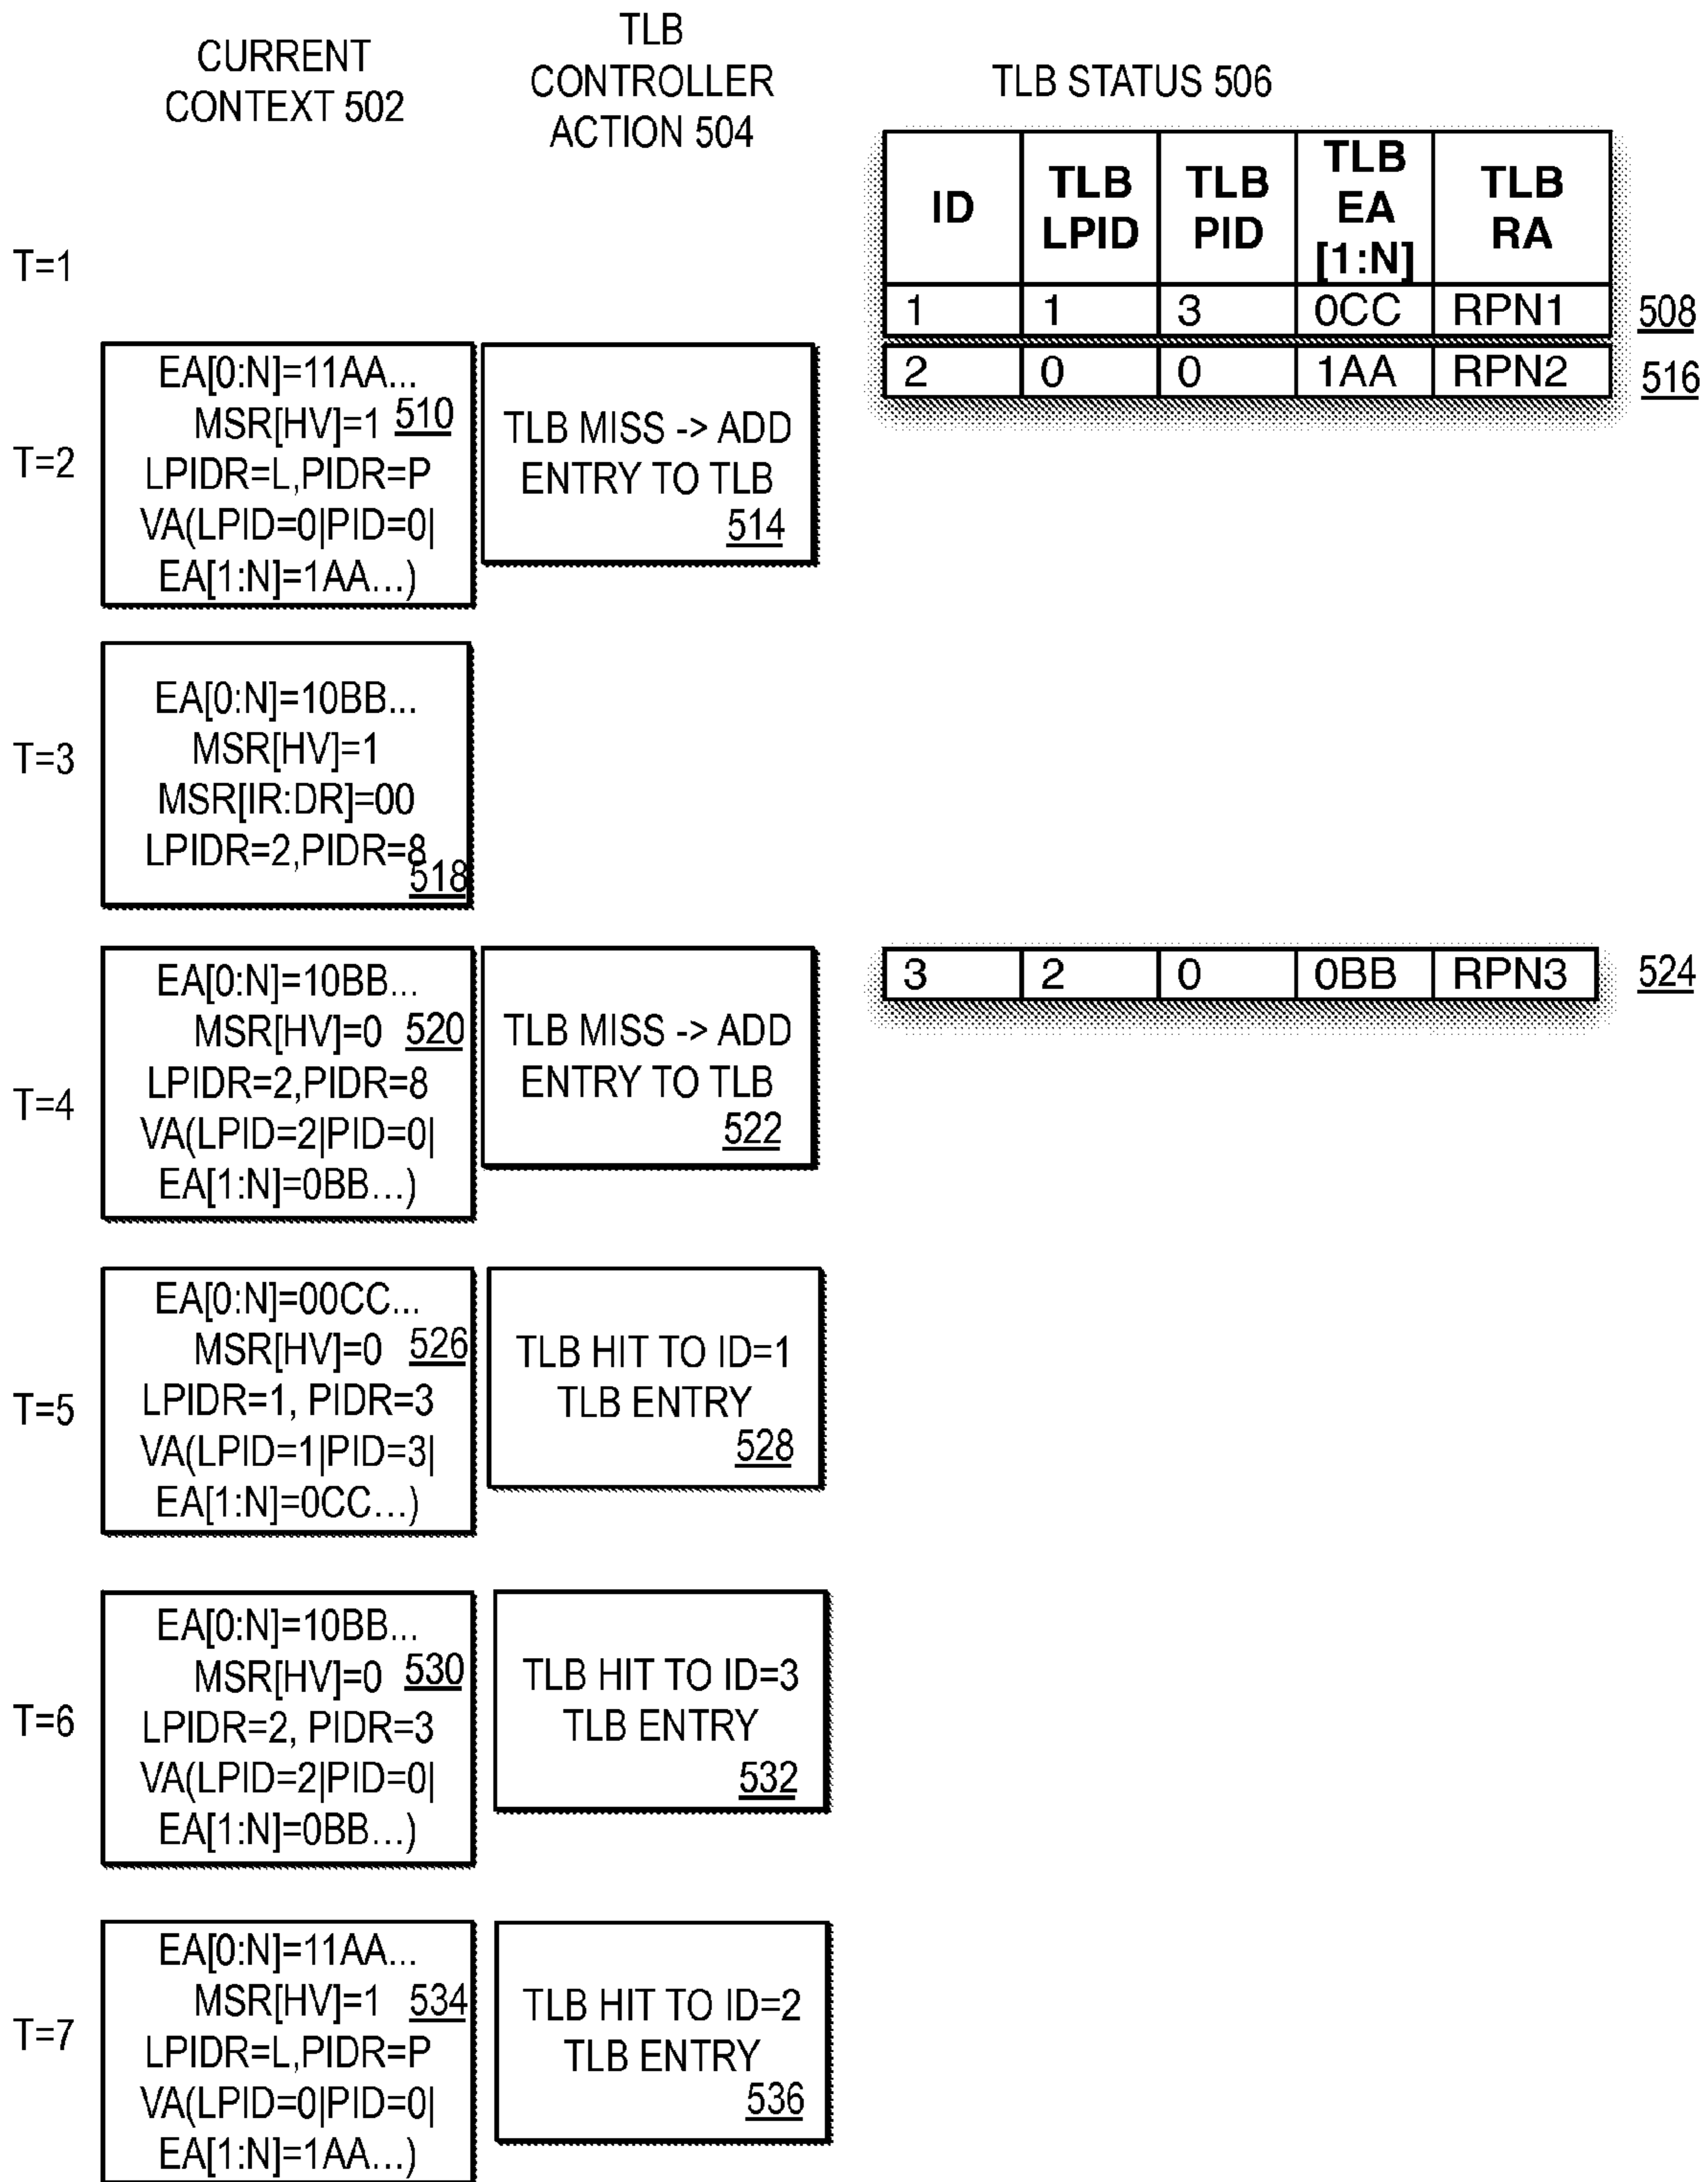 CURRENT
CONTEXT 502
TLB
CONTROLLER
ACTION 504
TLB STATUS 506
ID
TLB
LPID
TLB
PID
TLB
EA
[1:N]
TLB
RA
T=1
1 1 3 0CC RPN1 508
2 0 0 1AA RPN2 516
T=2
EA[0:N]=11AA...
MSR[HV]=1 510
LPIDR=L,PIDR=P
VA(LPID=0|PID=0|
EA[1:N]=1AA...)
TLB MISS -> ADD
ENTRY TO TLB
514
T=3
EA[0:N]=10BB...
MSR[HV]=1
MSR[IR:DR]=00
LPIDR=2,PIDR=8
518
T=4
EA[0:N]=10BB...
MSR[HV]=0 520
LPIDR=2,PIDR=8
VA(LPID=2|PID=0|
EA[1:N]=0BB...)
TLB MISS -> ADD
ENTRY TO TLB
522
3 2 0 0BB RPN3 524
T=5
EA[0:N]=00CC...
MSR[HV]=0 526
LPIDR=1, PIDR=3
VA(LPID=1|PID=3|
EA[1:N]=0CC...)
TLB HIT TO ID=1
TLB ENTRY
528
T=6
EA[0:N]=10BB...
MSR[HV]=0 530
LPIDR=2, PIDR=3
VA(LPID=2|PID=0|
EA[1:N]=0BB...)
TLB HIT TO ID=3
TLB ENTRY
532
T=7
EA[0:N]=11AA...
MSR[HV]=1 534
LPIDR=L,PIDR=P
VA(LPID=0|PID=0|
EA[1:N]=1AA...)
TLB HIT TO ID=2
TLB ENTRY
536